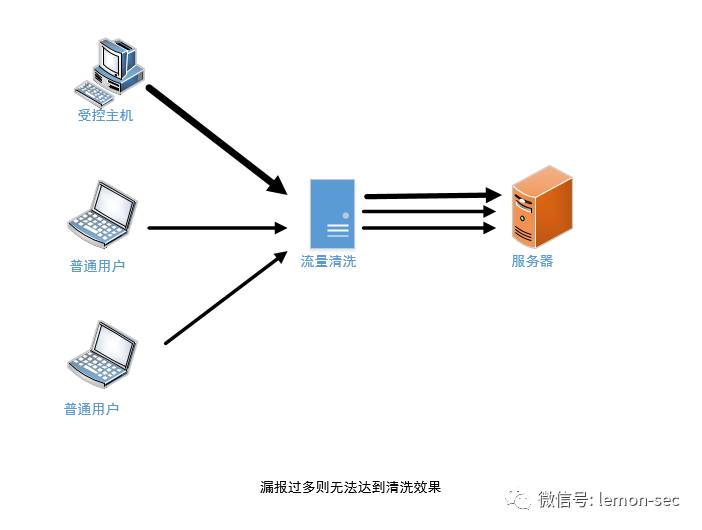 受控主机
普通用户
流量清洗
服务器
普通用户
漏报过多则无法达到清洗效果
微信号: lemon-sec